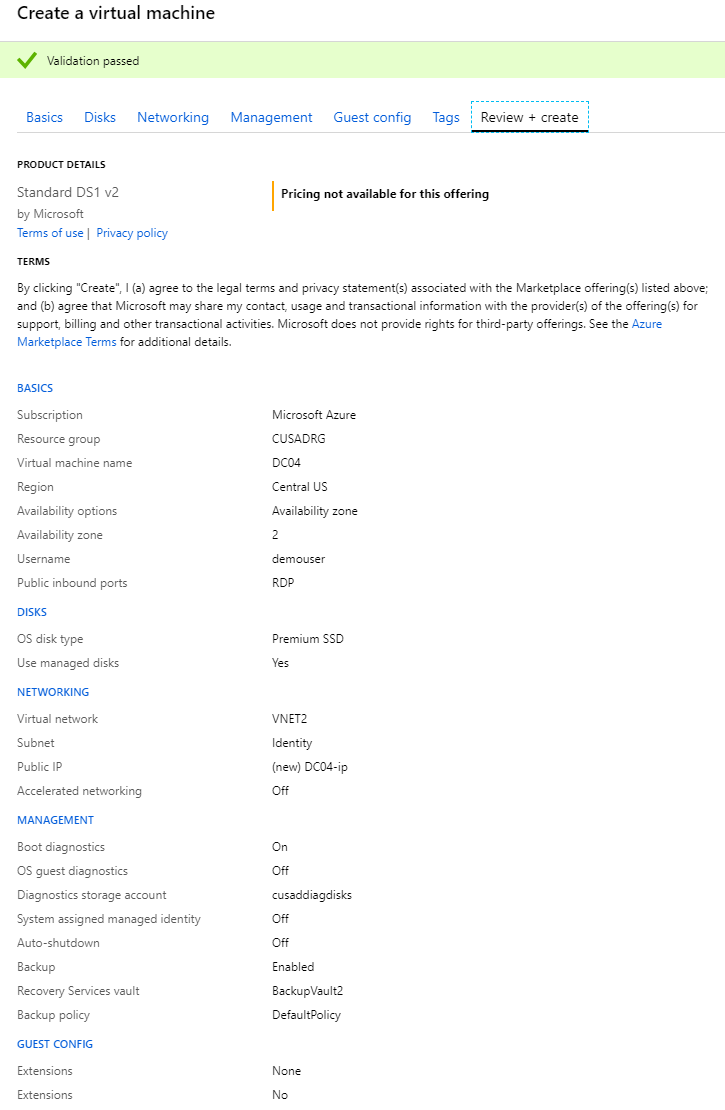 Create a virtual machine
Validation passed
Basics Disks Networking Management Guest config Tags Review + create
PRODUCT DETAILS
Standard DS1 v2
by Microsoft
Terms of use | Privacy policy
Pricing not available for this offering
TERMS
By clicking "Create", I (a) agree to the legal terms and privacy statement(s) associated with the Marketplace offering(s) listed above;
and (b) agree that Microsoft may share my contact, usage and transactional information with the provider(s) of the offering(s) for
support, billing and other transactional activities. Microsoft does not provide rights for third-party offerings. See the Azure
Marketplace Terms for additional details.
BASICS
Subscription Microsoft Azure
Resource group CUSADRG
Virtual machine name DC04
Region Central US
Availability options Availability zone
Availability zone 2
Username demouser
Public inbound ports RDP
DISKS
OS disk type Premium SSD
Use managed disks Yes
NETWORKING
Virtual network VNET2
Subnet Identity
Public IP (new) DC04-ip
Accelerated networking Off
MANAGEMENT
Boot diagnostics On
OS guest diagnostics Off
Diagnostics storage account cusaddiagdisks
System assigned managed identity Off
Auto-shutdown Off
Backup Enabled
Recovery Services vault BackupVault2
Backup policy DefaultPolicy
GUEST CONFIG
Extensions None
Extensions No